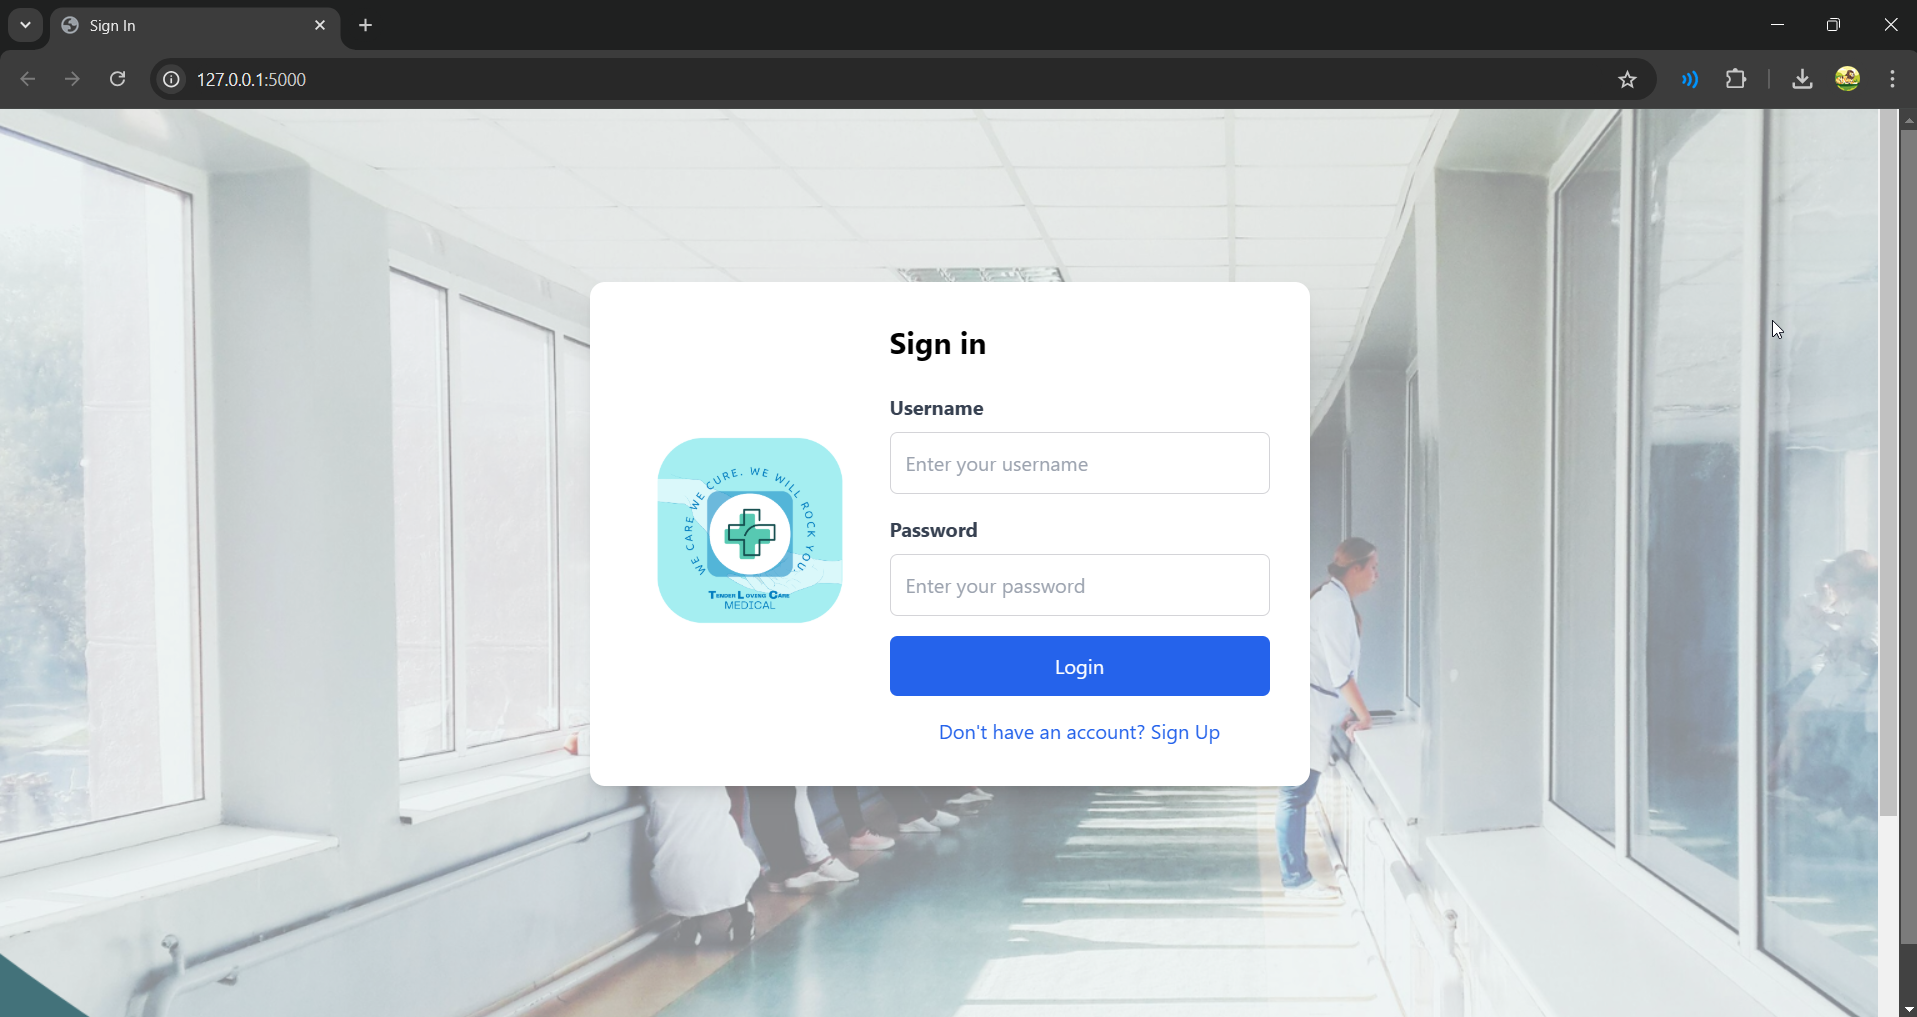 Sign In
127.0.0.1:5000
Sign in
Username
Enter your username
WE CARE WE CURE. WE WILL ROCK YOU.
TENDER LOVING CARE
MEDICAL
Password
Enter your password
Login
Don't have an account? Sign Up